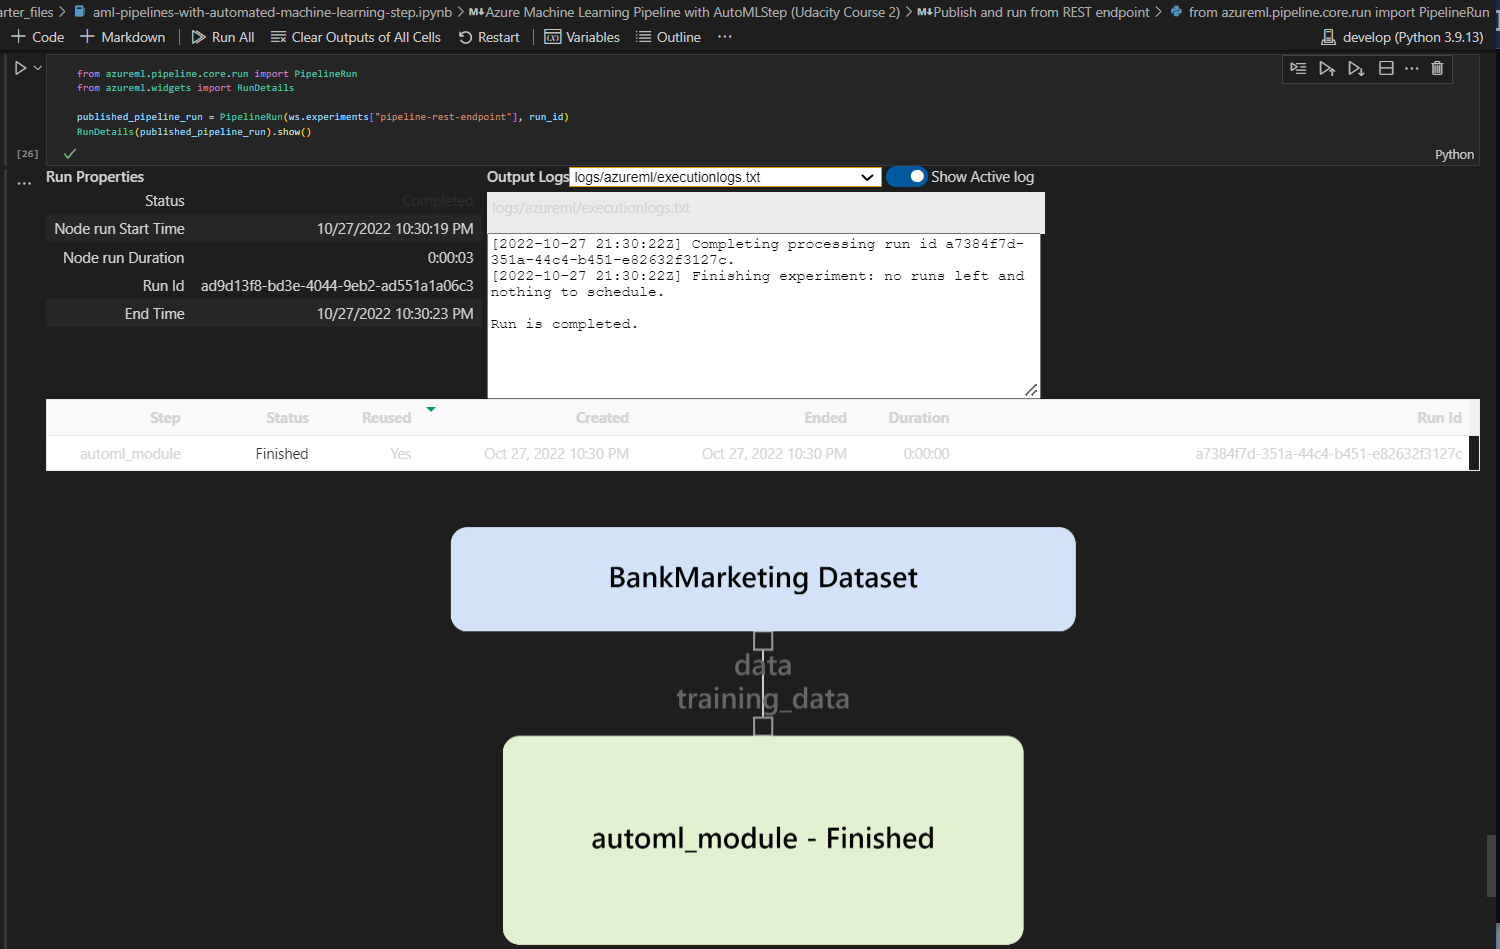 arter_files > aml-pipelines-with-automated-machine-learning-step.ipynb > M↓Azure Machine Learning Pipeline with AutoMLStep (Udacity Course 2) > M↓Publish and run from REST endpoint > from azureml.pipeline.core.run import PipelineRun
+ Code + Markdown | Run All Clear Outputs of All Cells Restart | Variables Outline ··· develop (Python 3.9.13)
from azureml.pipeline.core.run import PipelineRun
from azureml.widgets import RunDetails
published_pipeline_run = PipelineRun(ws.experiments["pipeline-rest-endpoint"], run_id)
RunDetails(published_pipeline_run).show()
[26] Python
Run Properties
Status Completed
Node run Start Time 10/27/2022 10:30:19 PM
Node run Duration 0:00:03
Run Id ad9d13f8-bd3e-4044-9eb2-ad551a1a06c3
End Time 10/27/2022 10:30:23 PM
Output Logs logs/azureml/executionlogs.txt Show Active log
logs/azureml/executionlogs.txt
[2022-10-27 21:30:22Z] Completing processing run id a7384f7d-
351a-44c4-b451-e82632f3127c.
[2022-10-27 21:30:22Z] Finishing experiment: no runs left and
nothing to schedule.
Run is completed.
Step Status Reused Created Ended Duration Run Id
automl_module Finished Yes Oct 27, 2022 10:30 PM Oct 27, 2022 10:30 PM 0:00:00 a7384f7d-351a-44c4-b451-e82632f3127c
BankMarketing Dataset
data
training_data
automl_module - Finished